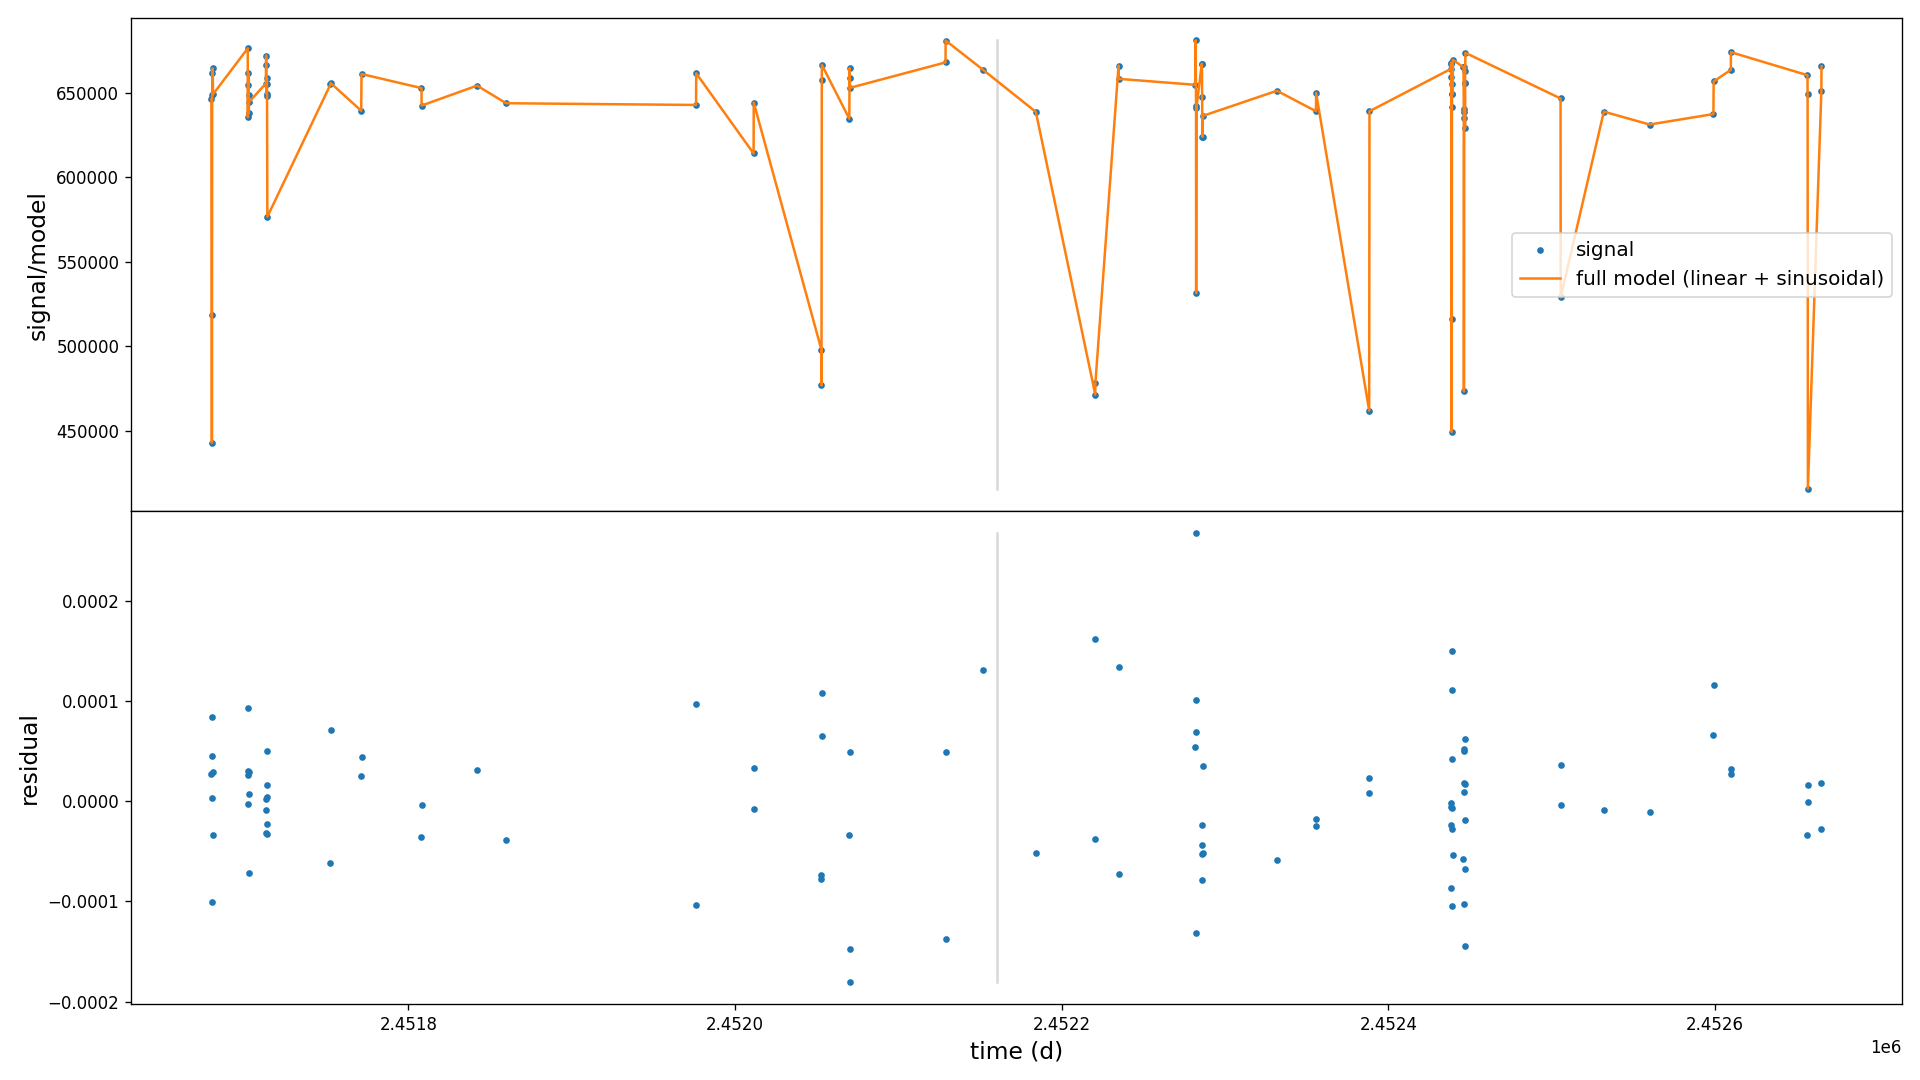 650000
600000
550000
500000
450000
signal/model
signal
full model (linear + sinusoidal)
0.0002
0.0001
0.0000
−0.0001
−0.0002
residual
2.4518
2.4520
2.4522
2.4524
2.4526
1e6
time (d)